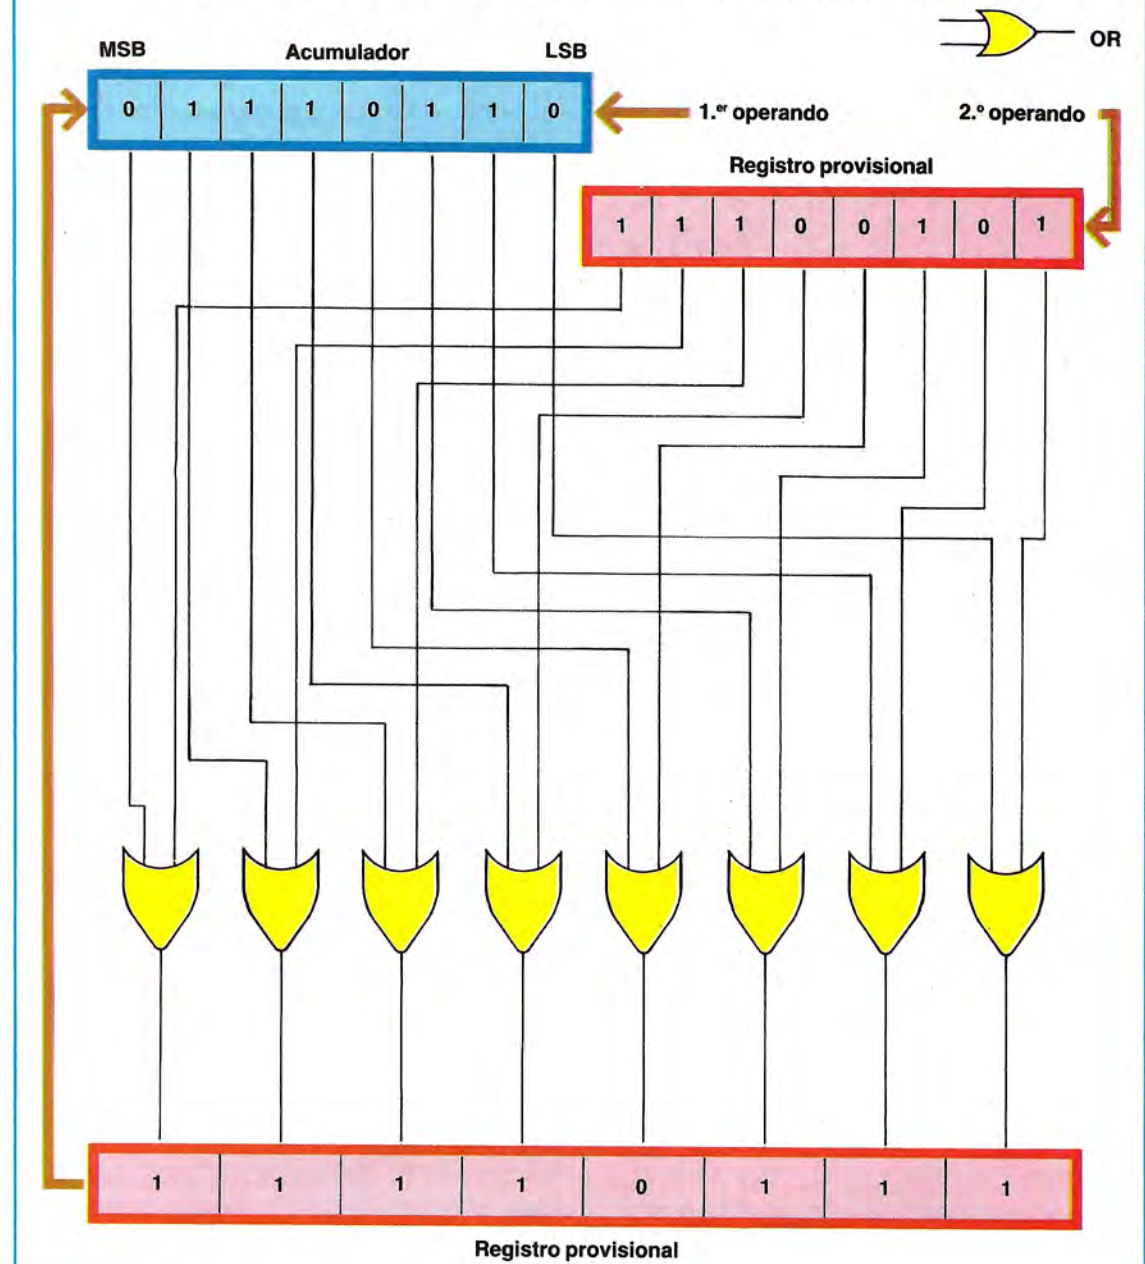 OR
MSB Acumulador LSB
0 1 1 1 0 1 1 0
1.er operando 2.º operando
Registro provisional
1 1 1 0 0 1 0 1
1 1 1 1 0 1 1 1
Registro provisional